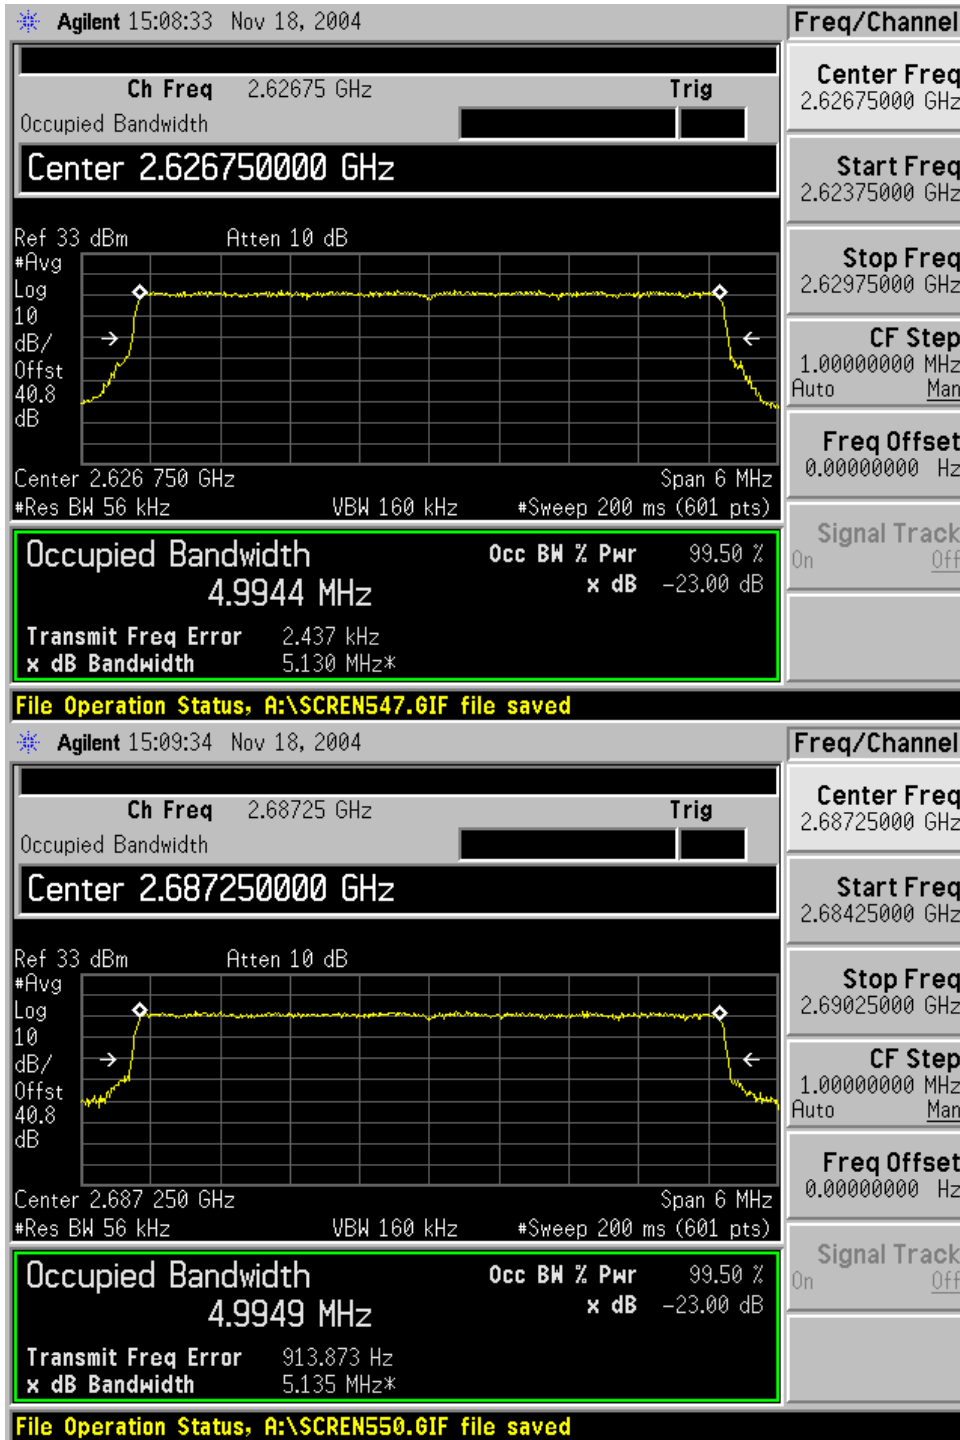 Agilent 15:08:33 Nov 18, 2004
Freq/Channel
Ch Freq 2.62675 GHz Trig
Occupied Bandwidth
Center 2.626750000 GHz
Ref 33 dBm Atten 10 dB
#Avg
Log
10
dB/
Offst
40.8
dB
Center 2.626 750 GHz Span 6 MHz
#Res BW 56 kHz VBW 160 kHz #Sweep 200 ms (601 pts)
Occupied Bandwidth Occ BW % Pwr 99.50 %
4.9944 MHz x dB -23.00 dB
Transmit Freq Error 2.437 kHz
x dB Bandwidth 5.130 MHz*
File Operation Status, A:\SCREN547.GIF file saved
Center Freq
2.62675000 GHz
Start Freq
2.62375000 GHz
Stop Freq
2.62975000 GHz
CF Step
1.00000000 MHz
Auto Man
Freq Offset
0.00000000 Hz
Signal Track
On Off
Agilent 15:09:34 Nov 18, 2004
Freq/Channel
Ch Freq 2.68725 GHz Trig
Occupied Bandwidth
Center 2.687250000 GHz
Ref 33 dBm Atten 10 dB
#Avg
Log
10
dB/
Offst
40.8
dB
Center 2.687 250 GHz Span 6 MHz
#Res BW 56 kHz VBW 160 kHz #Sweep 200 ms (601 pts)
Occupied Bandwidth Occ BW % Pwr 99.50 %
4.9949 MHz x dB -23.00 dB
Transmit Freq Error 913.873 Hz
x dB Bandwidth 5.135 MHz*
File Operation Status, A:\SCREN550.GIF file saved
Center Freq
2.68725000 GHz
Start Freq
2.68425000 GHz
Stop Freq
2.69025000 GHz
CF Step
1.00000000 MHz
Auto Man
Freq Offset
0.00000000 Hz
Signal Track
On Off